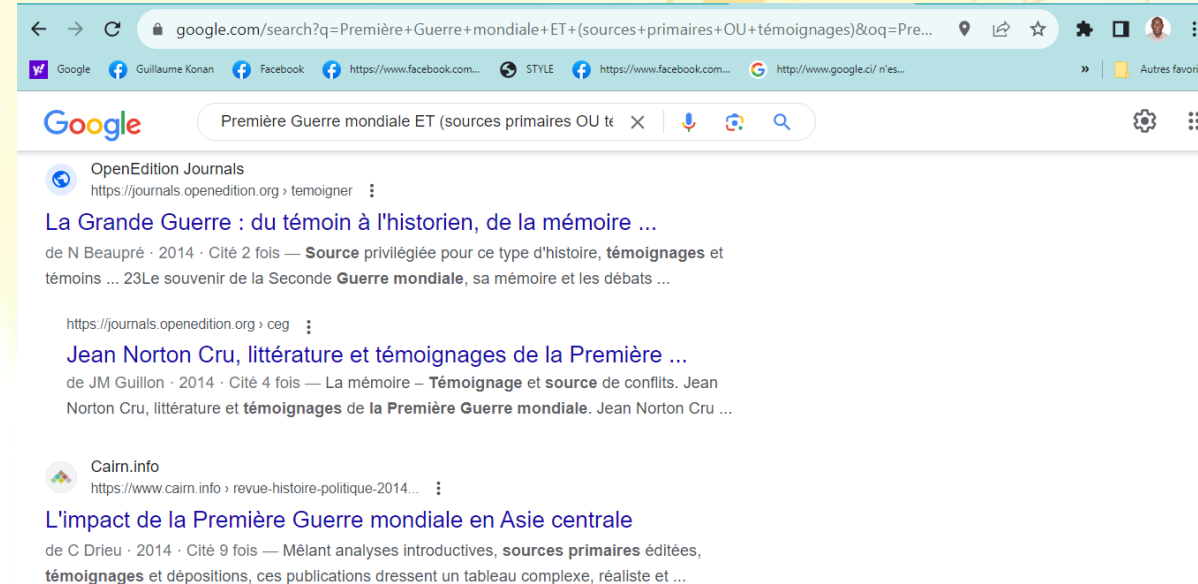 google.com/search?q=Première+Guerre+mondiale+ET+(sources+primaires+OU+témoignages)&oq=Pre...
Google Guillaume Konan Facebook https://www.facebook.com... STYLE https://www.facebook.com... http://www.google.ci/ n'es... » Autres favori
Google Première Guerre mondiale ET (sources primaires OU té
OpenEdition Journals
https://journals.openedition.org › temoigner
La Grande Guerre : du témoin à l'historien, de la mémoire ...
de N Beaupré · 2014 · Cité 2 fois — Source privilégiée pour ce type d'histoire, témoignages et
témoins ... 23Le souvenir de la Seconde Guerre mondiale, sa mémoire et les débats ...
https://journals.openedition.org › ceg
Jean Norton Cru, littérature et témoignages de la Première ...
de JM Guillon · 2014 · Cité 4 fois — La mémoire – Témoignage et source de conflits. Jean
Norton Cru, littérature et témoignages de la Première Guerre mondiale. Jean Norton Cru ...
Cairn.info
https://www.cairn.info › revue-histoire-politique-2014...
L'impact de la Première Guerre mondiale en Asie centrale
de C Drieu · 2014 · Cité 9 fois — Mêlant analyses introductives, sources primaires éditées,
témoignages et dépositions, ces publications dressent un tableau complexe, réaliste et ...